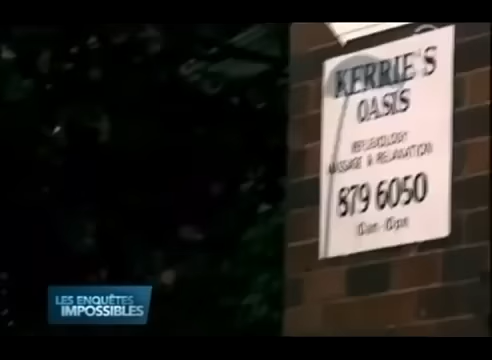 KERRIE'S
OASIS
REFLEXOLOGY
MASSAGE & RELAXATION
879 6050
LES ENQUÊTES
IMPOSSIBLES